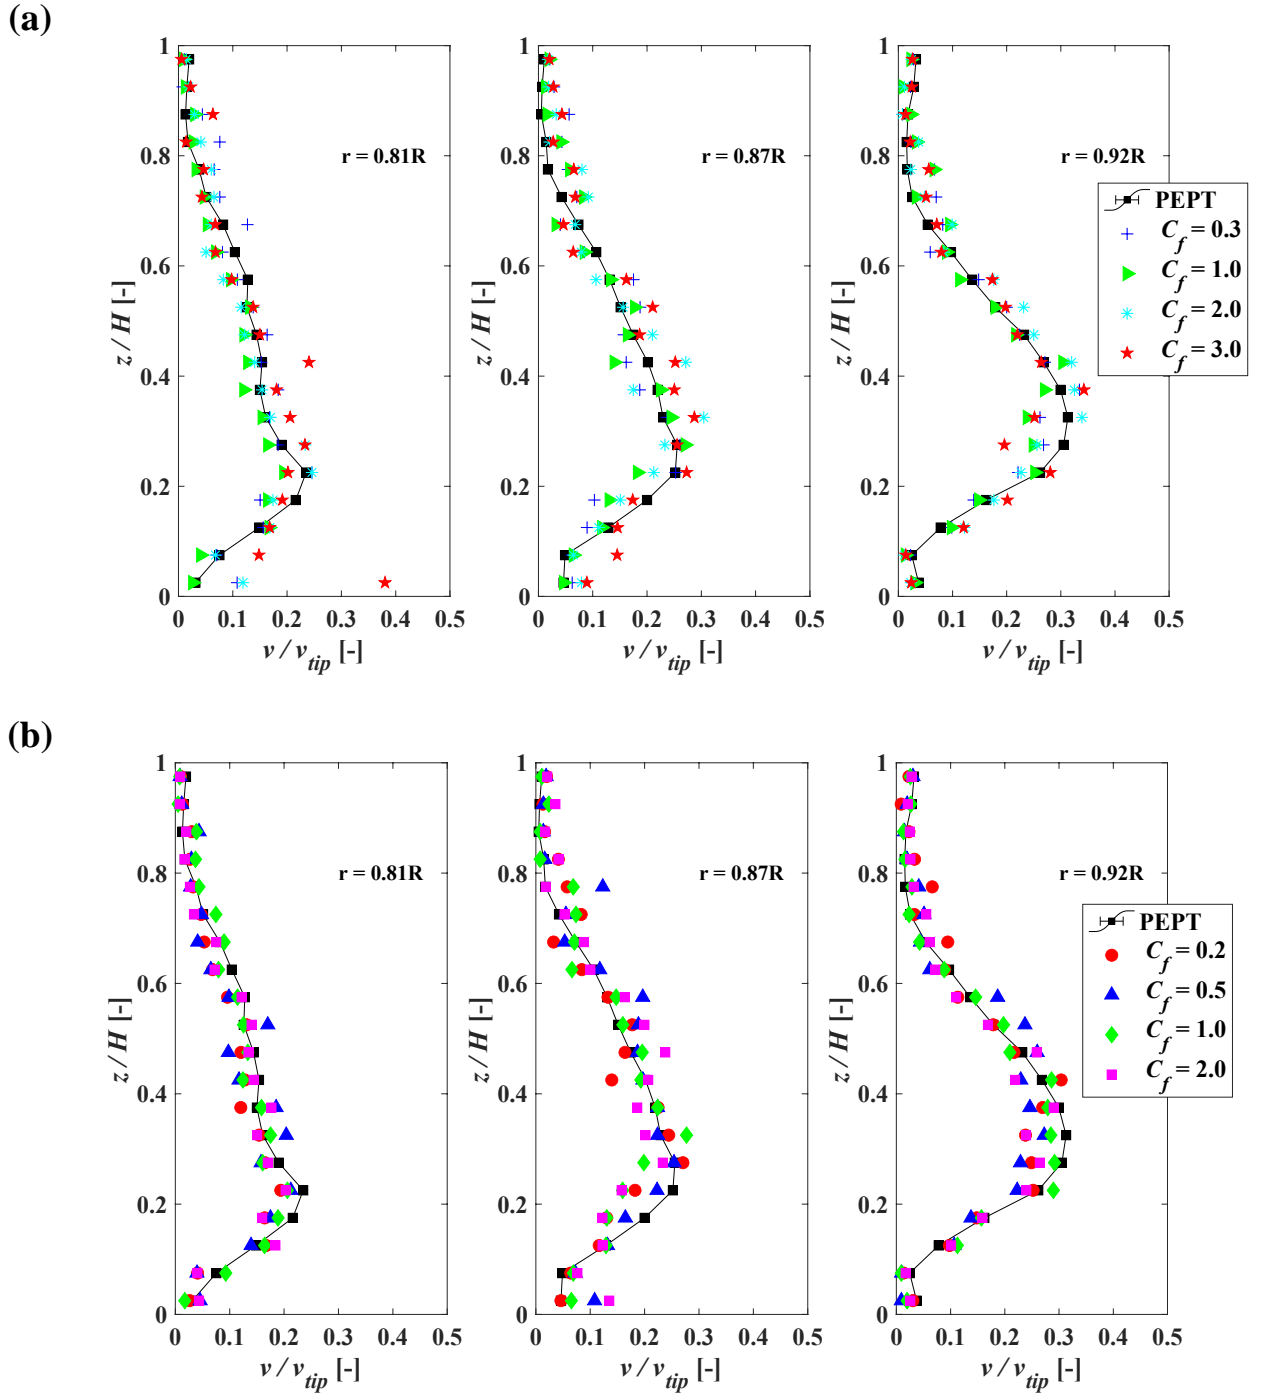 (a)
1
0.8
0.6
0.4
0.2
0
z / H [-]
r = 0.81R
0 0.1 0.2 0.3 0.4 0.5
v / v_tip [-]
1
0.8
0.6
0.4
0.2
0
z / H [-]
r = 0.87R
0 0.1 0.2 0.3 0.4 0.5
v / v_tip [-]
1
0.8
0.6
0.4
0.2
0
z / H [-]
r = 0.92R
0 0.1 0.2 0.3 0.4 0.5
v / v_tip [-]
PEPT
C_f = 0.3
C_f = 1.0
C_f = 2.0
C_f = 3.0
(b)
1
0.8
0.6
0.4
0.2
0
z / H [-]
r = 0.81R
0 0.1 0.2 0.3 0.4 0.5
v / v_tip [-]
1
0.8
0.6
0.4
0.2
0
z / H [-]
r = 0.87R
0 0.1 0.2 0.3 0.4 0.5
v / v_tip [-]
1
0.8
0.6
0.4
0.2
0
z / H [-]
r = 0.92R
0 0.1 0.2 0.3 0.4 0.5
v / v_tip [-]
PEPT
C_f = 0.2
C_f = 0.5
C_f = 1.0
C_f = 2.0